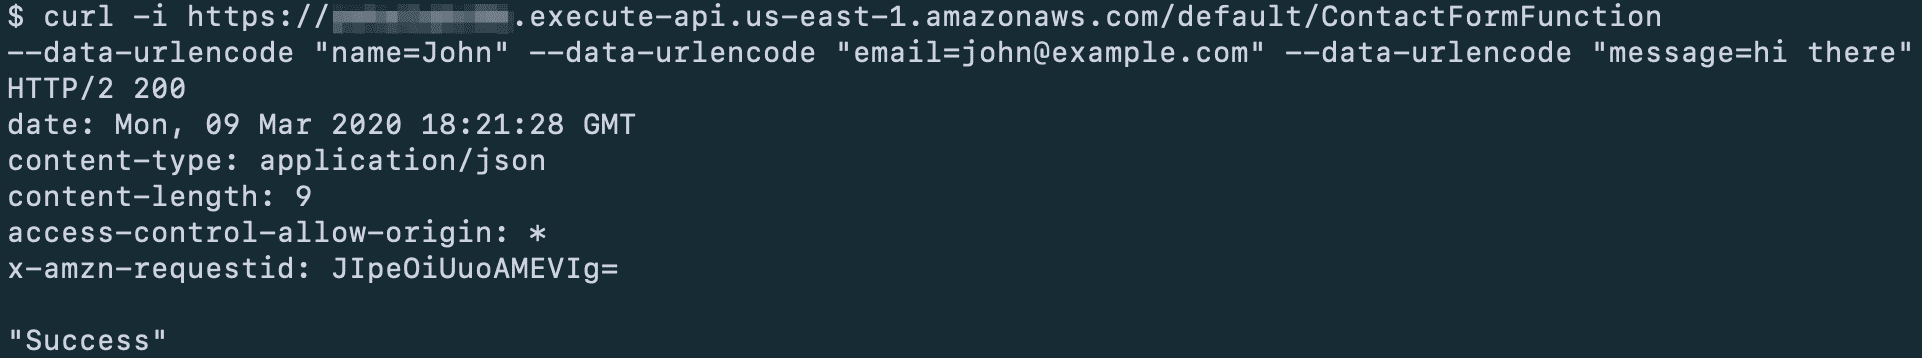 $ curl -i https://.execute-api.us-east-1.amazonaws.com/default/ContactFormFunction
--data-urlencode "name=John" --data-urlencode "email=john@example.com" --data-urlencode "message=hi there"
HTTP/2 200
date: Mon, 09 Mar 2020 18:21:28 GMT
content-type: application/json
content-length: 9
access-control-allow-origin: *
x-amzn-requestid: JIpeOiUuoAMEVIg=
"Success"